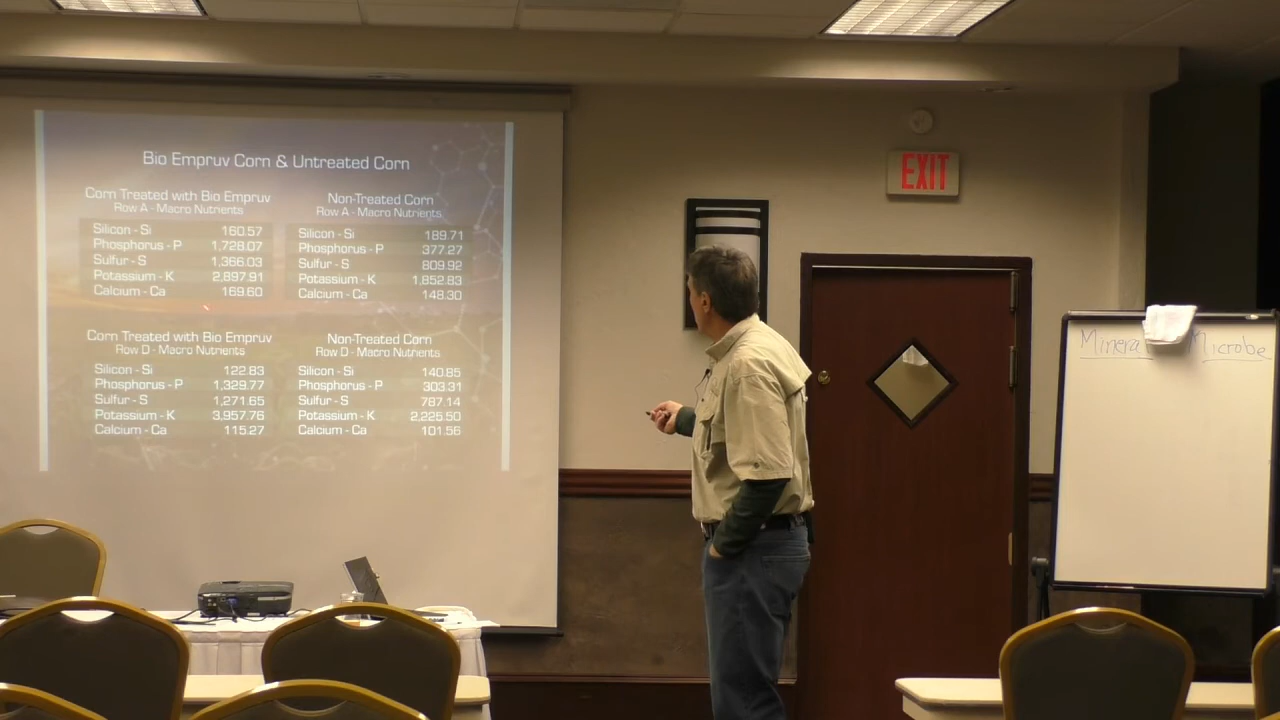 Bio Empruv Corn & Untreated Corn
Corn Treated with Bio Empruv
Row A - Macro Nutrients
Silicon - Si 160.57
Phosphorus - P 1,728.07
Sulfur - S 1,366.03
Potassium - K 2,897.91
Calcium - Ca 169.60
Non-Treated Corn
Row A - Macro Nutrients
Silicon - Si 189.71
Phosphorus - P 377.27
Sulfur - S 809.92
Potassium - K 1,852.83
Calcium - Ca 148.30
Corn Treated with Bio Empruv
Row D - Macro Nutrients
Silicon - Si 122.83
Phosphorus - P 1,329.77
Sulfur - S 1,271.65
Potassium - K 3,957.76
Calcium - Ca 115.27
Non-Treated Corn
Row D - Macro Nutrients
Silicon - Si 140.85
Phosphorus - P 303.31
Sulfur - S 787.14
Potassium - K 2,225.50
Calcium - Ca 101.56
EXIT
Minera Microbe